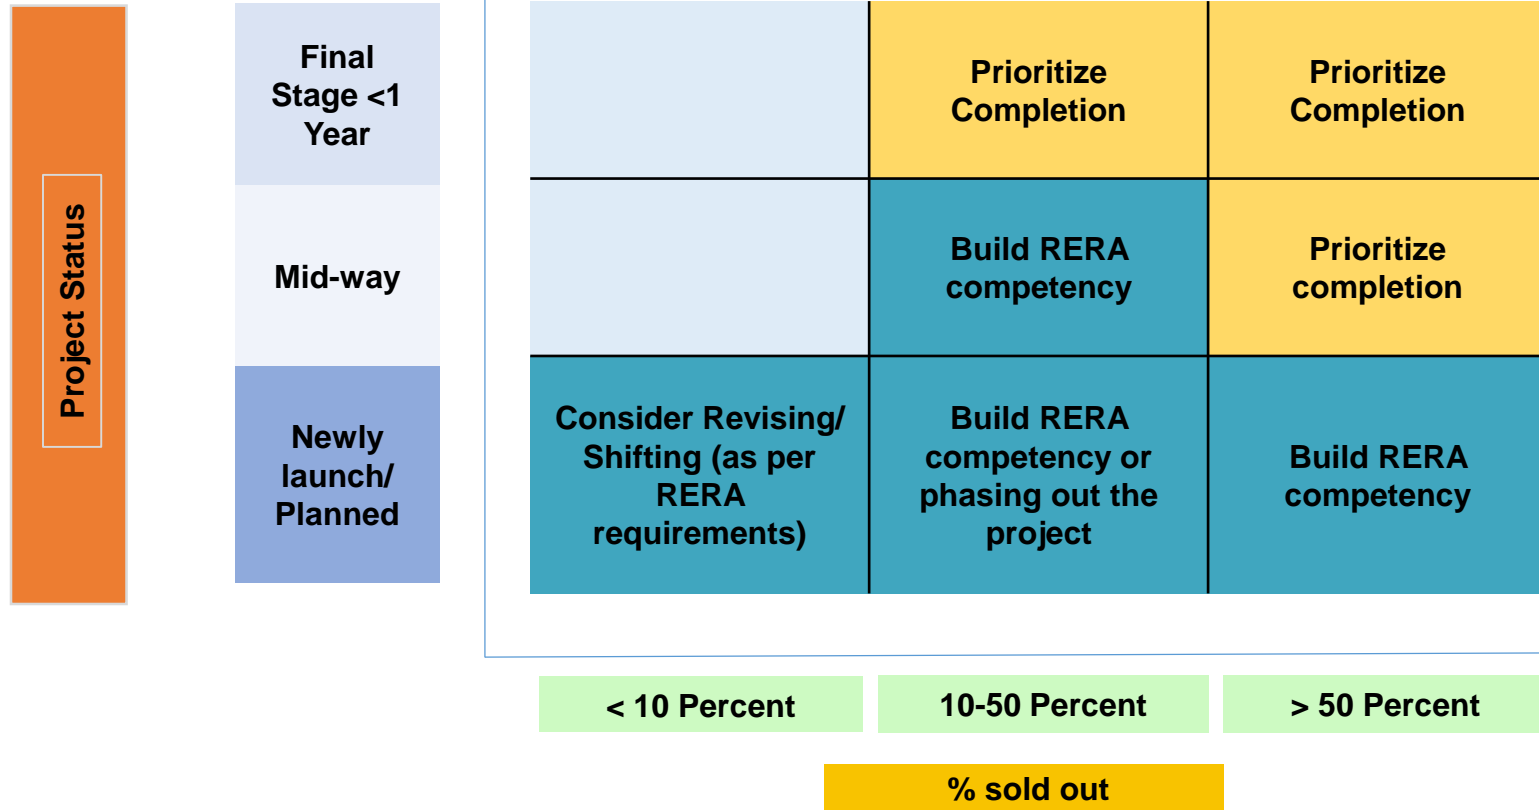 Project Status
Final
Stage <1
Year
Prioritize
Completion
Prioritize
Completion
Mid-way
Build RERA
competency
Prioritize
completion
Newly
launch/
Planned
Consider Revising/
Shifting (as per
RERA
requirements)
Build RERA
competency or
phasing out the
project
Build RERA
competency
< 10 Percent
10-50 Percent
> 50 Percent
% sold out